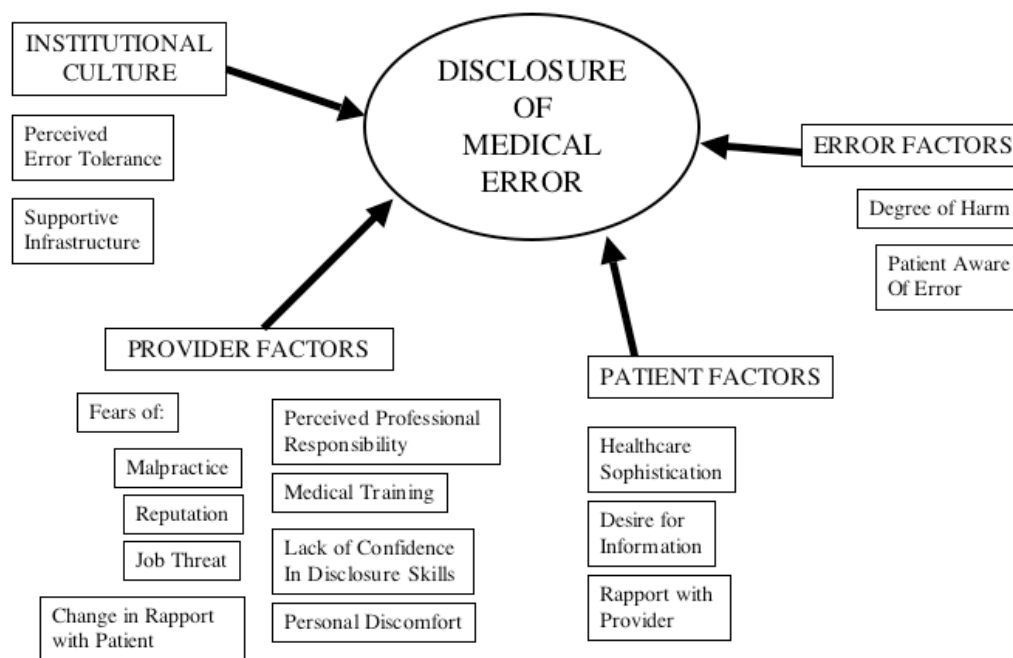 INSTITUTIONAL
CULTURE
Perceived
Error Tolerance
Supportive
Infrastructure
DISCLOSURE
OF
MEDICAL
ERROR
ERROR FACTORS
Degree of Harm
Patient Aware
Of Error
PROVIDER FACTORS
Fears of:
Malpractice
Reputation
Job Threat
Change in Rapport
with Patient
Perceived Professional
Responsibility
Medical Training
Lack of Confidence
In Disclosure Skills
Personal Discomfort
PATIENT FACTORS
Healthcare
Sophistication
Desire for
Information
Rapport with
Provider